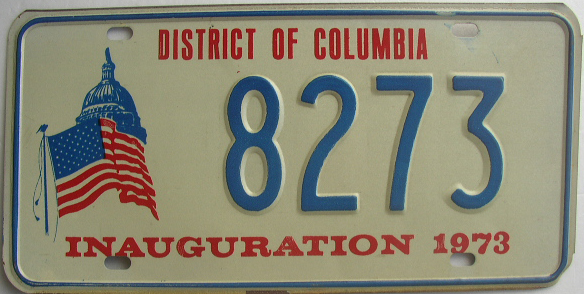 DISTRICT OF COLUMBIA
8273
INAUGURATION 1973